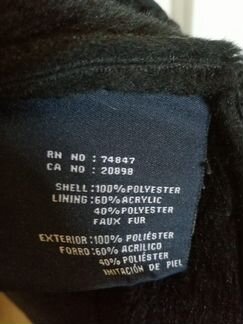 RN NO : 74847
CA NO : 20898
SHELL:100%POLYESTER
LINING:60%ACRYLIC
40%POLYESTER
FAUX FUR
EXTERIOR:100% POLIÉSTER
FORRO:60% ACRILICO
40% POLIÉSTER
IMITACIÓN DE PIEL